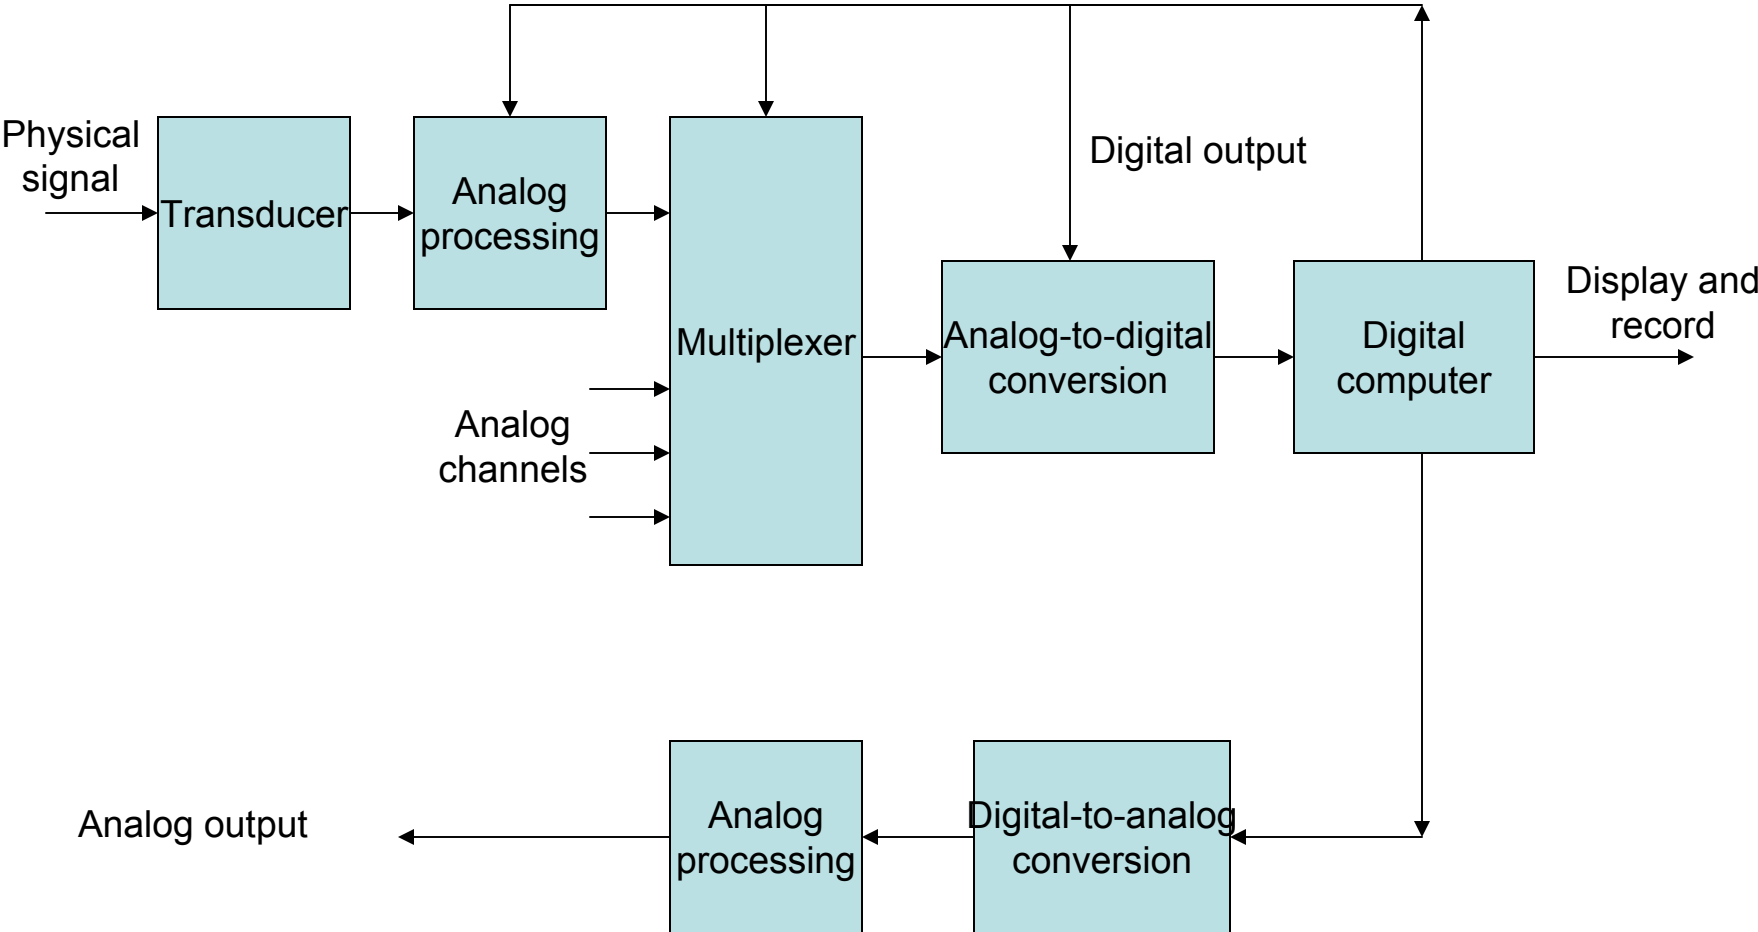 Physical
signal
Transducer
Analog
processing
Multiplexer
Analog
channels
Digital output
Analog-to-digital
conversion
Digital
computer
Display and
record
Digital-to-analog
conversion
Analog
processing
Analog output